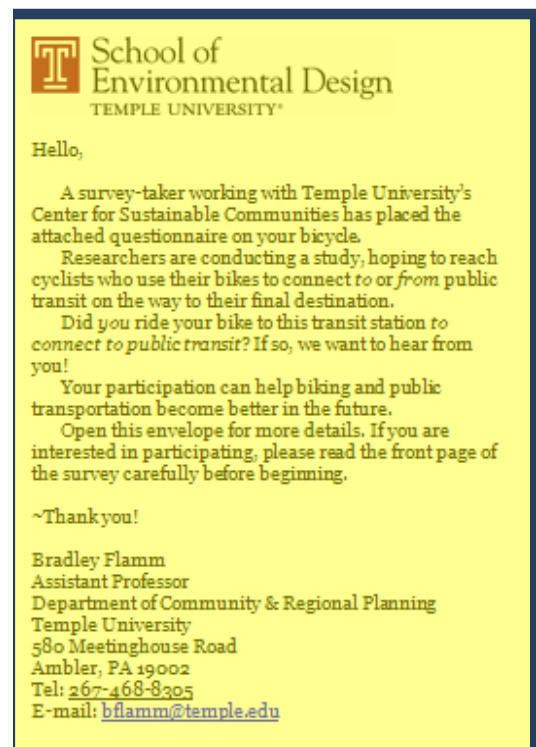 School of
Environmental Design
TEMPLE UNIVERSITY®
Hello,
A survey-taker working with Temple University's
Center for Sustainable Communities has placed the
attached questionnaire on your bicycle.
Researchers are conducting a study, hoping to reach
cyclists who use their bikes to connect to or from public
transit on the way to their final destination.
Did you ride your bike to this transit station to
connect to public transit? If so, we want to hear from
you!
Your participation can help biking and public
transportation become better in the future.
Open this envelope for more details. If you are
interested in participating, please read the front page of
the survey carefully before beginning.
~Thank you!
Bradley Flamm
Assistant Professor
Department of Community & Regional Planning
Temple University
580 Meetinghouse Road
Ambler, PA 19002
Tel: 267-468-8305
E-mail: bflamm@temple.edu